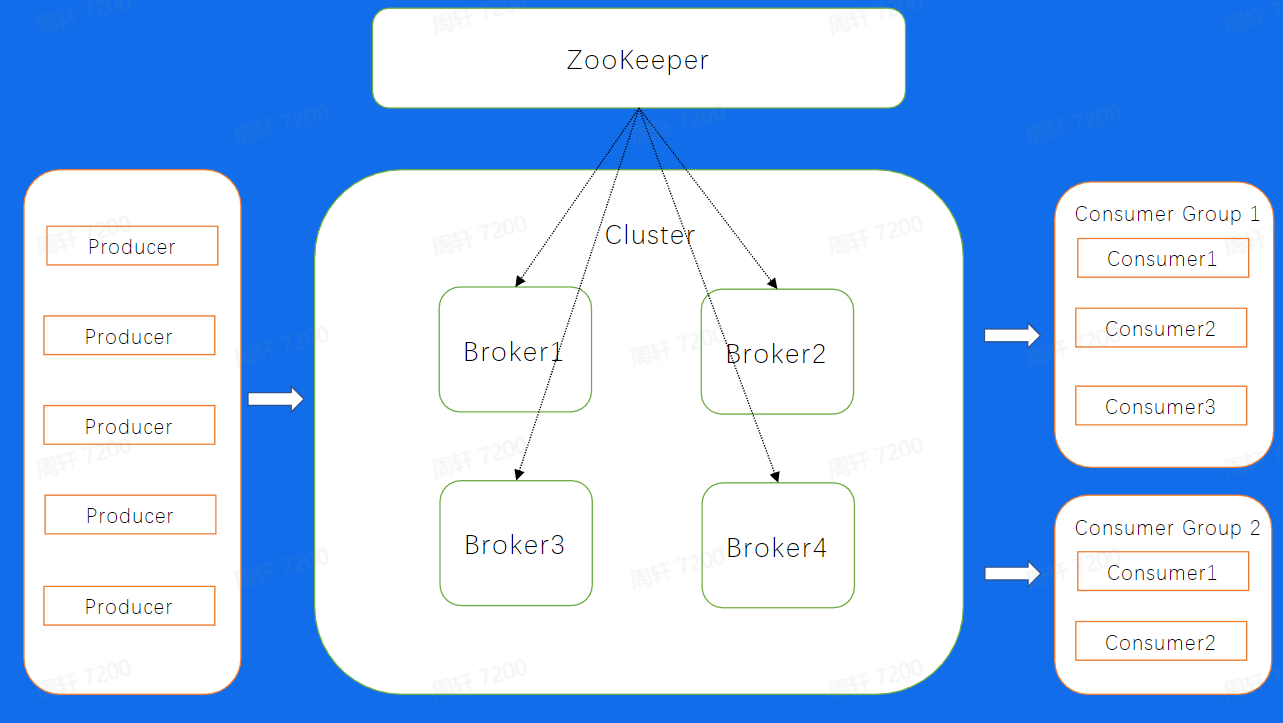 ZooKeeper
Producer
Producer
Producer
Producer
Producer
Cluster
Broker1
Broker2
Broker3
Broker4
Consumer Group 1
Consumer1
Consumer2
Consumer3
Consumer Group 2
Consumer1
Consumer2
周轩 7200